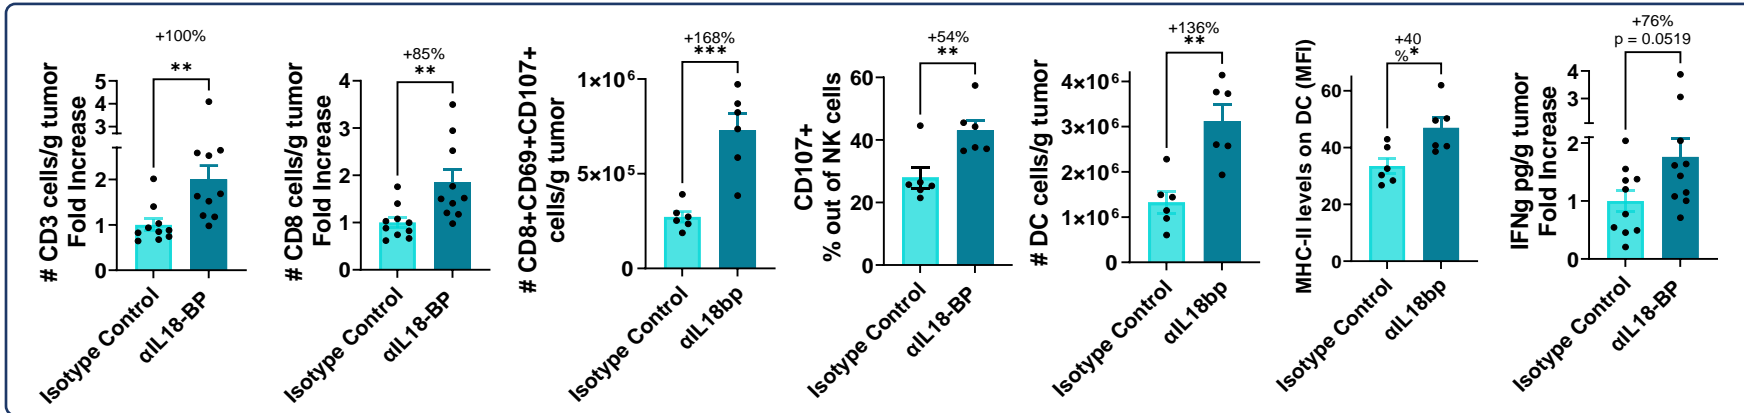 +100%
**
# CD3 cells/g tumor
Fold Increase
5
4
3
2
1
0
Isotype Control
αIL18-BP
+85%
**
# CD8 cells/g tumor
Fold Increase
4
3
2
1
0
Isotype Control
αIL18-BP
+168%
***
# CD8+CD69+CD107+
cells/g tumor
1×10⁶
5×10⁵
0
Isotype Control
αIL18bp
+54%
**
CD107+
% out of NK cells
60
40
20
0
Isotype Control
αIL18-BP
+136%
**
# DC cells/g tumor
4×10⁶
3×10⁶
2×10⁶
1×10⁶
0
Isotype Control
αIL18bp
+40
%*
MHC-II levels on DC (MFI)
60
40
20
0
Isotype Control
αIL18bp
+76%
p = 0.0519
IFNg pg/g tumor
Fold Increase
4
3
2
1
0
Isotype Control
αIL18-BP